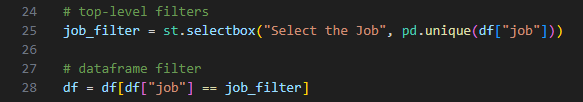 24 # top-level filters
25 job_filter = st.selectbox("Select the Job", pd.unique(df["job"]))
26
27 # dataframe filter
28 df = df[df["job"] == job_filter]